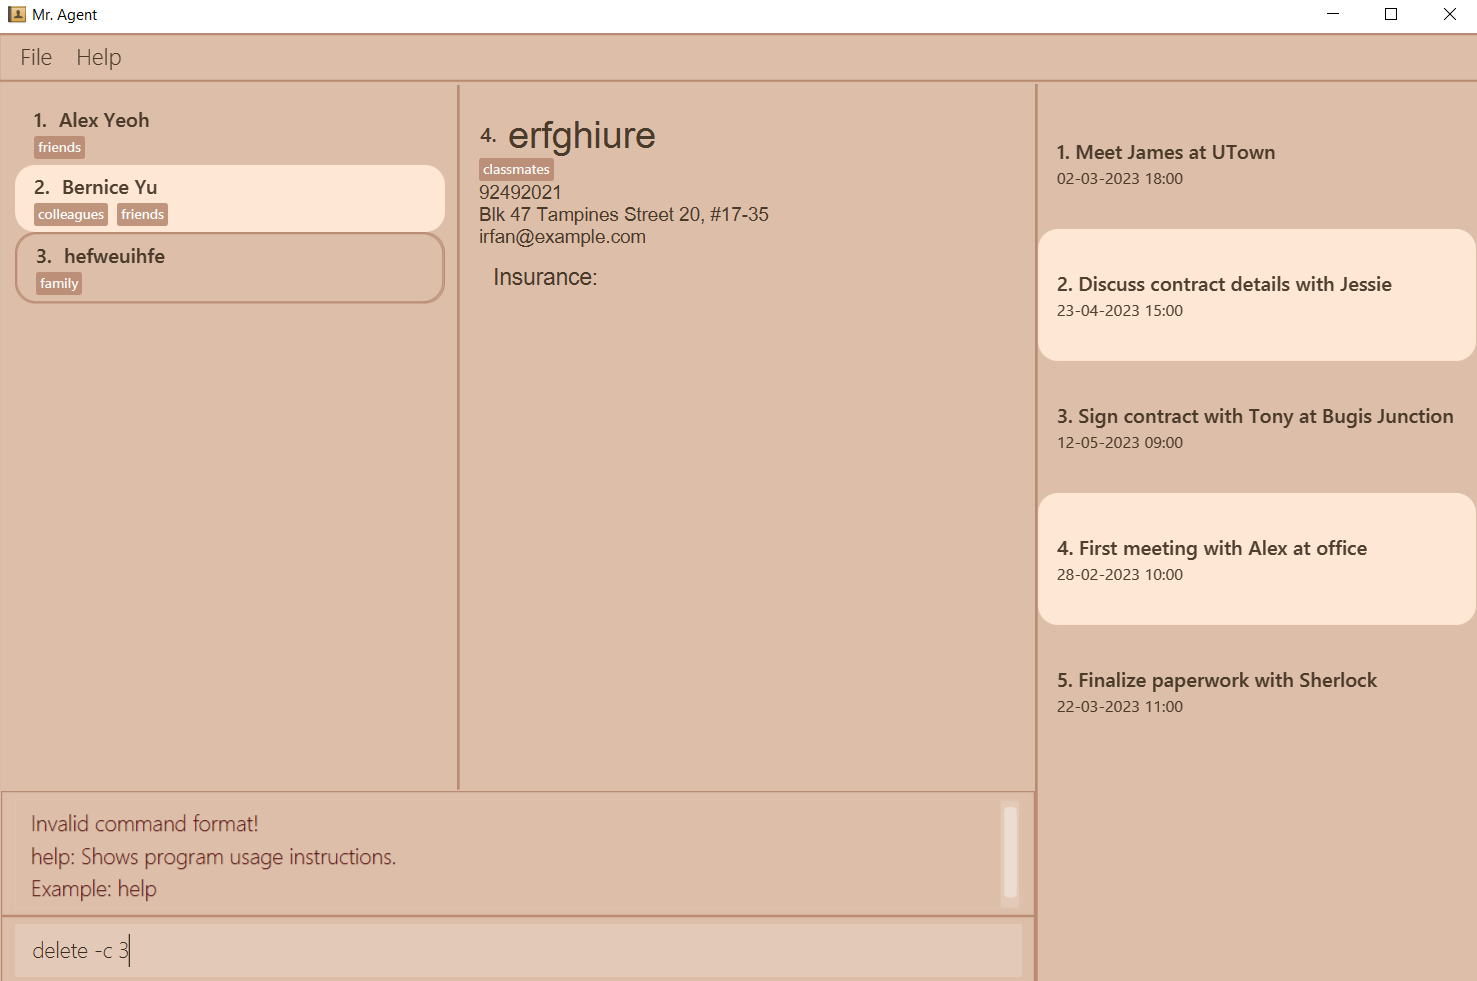 Mr. Agent
File Help
1. Alex Yeoh
friends
2. Bernice Yu
colleagues friends
3. hefweuihfe
family
4. erfghiure
classmates
92492021
Blk 47 Tampines Street 20, #17-35
irfan@example.com
Insurance:
1. Meet James at UTown
02-03-2023 18:00
2. Discuss contract details with Jessie
23-04-2023 15:00
3. Sign contract with Tony at Bugis Junction
12-05-2023 09:00
4. First meeting with Alex at office
28-02-2023 10:00
5. Finalize paperwork with Sherlock
22-03-2023 11:00
Invalid command format!
help: Shows program usage instructions.
Example: help
delete -c 3